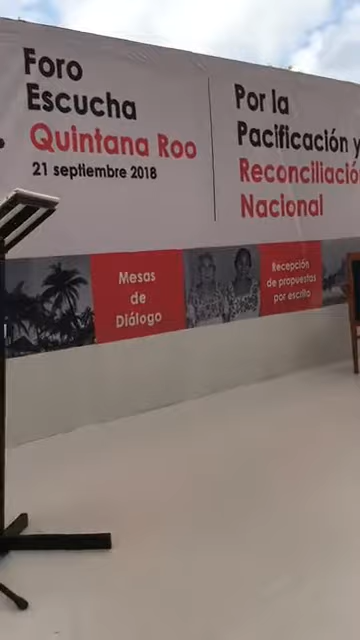 Foro
Escucha
Quintana Roo
21 septiembre 2018
Por la
Pacificación y
Reconciliación
Nacional
Mesas
de
Diálogo
Recepción
de propuestas
por escrito